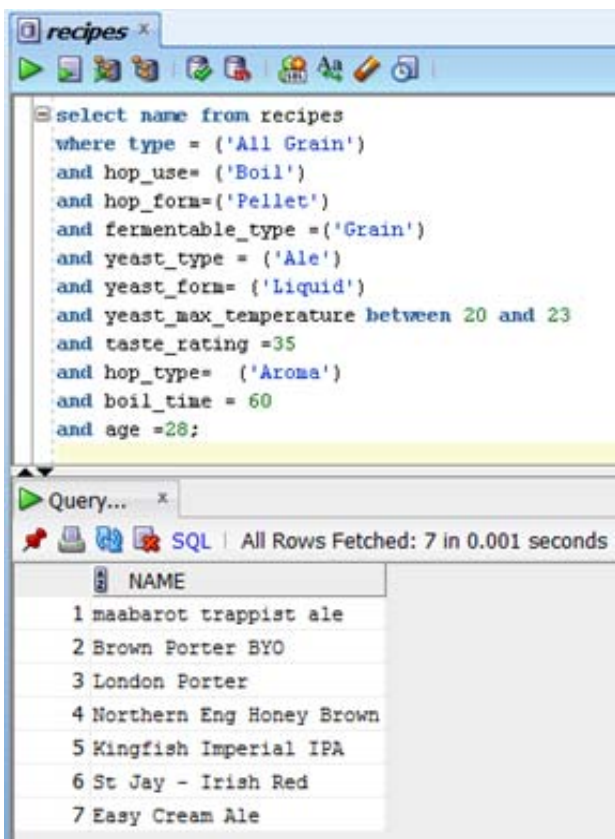 recipes
select name from recipes
where type = ('All Grain')
and hop_use= ('Boil')
and hop_form=('Pellet')
and fermentable_type =('Grain')
and yeast_type = ('Ale')
and yeast_form= ('Liquid')
and yeast_max_temperature between 20 and 23
and taste_rating =35
and hop_type=  ('Aroma')
and boil_time = 60
and age =28;
Query...
SQL | All Rows Fetched: 7 in 0.001 seconds
NAME
1 maabarot trappist ale
2 Brown Porter BYO
3 London Porter
4 Northern Eng Honey Brown
5 Kingfish Imperial IPA
6 St Jay - Irish Red
7 Easy Cream Ale